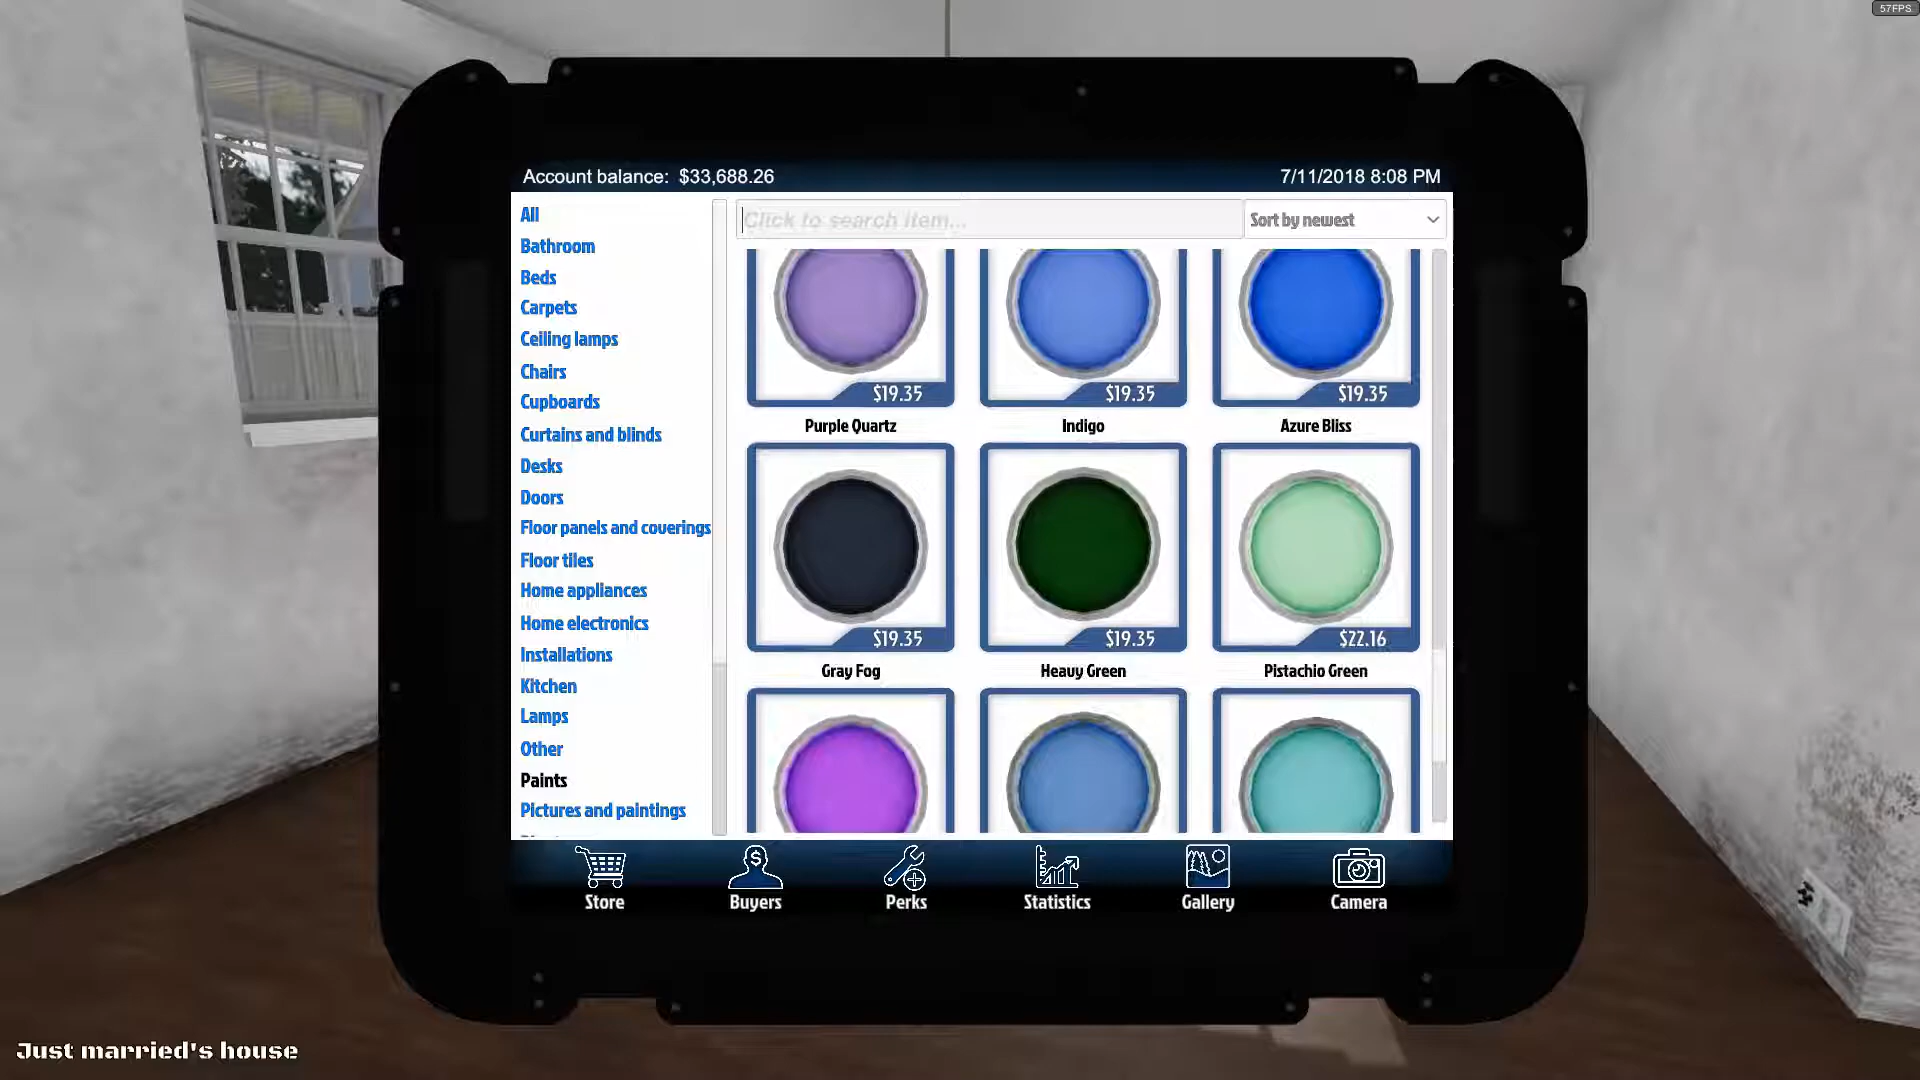 57FPS
Account balance: $33,688.26
7/11/2018 8:08 PM
All
Bathroom
Beds
Carpets
Ceiling lamps
Chairs
Cupboards
Curtains and blinds
Desks
Doors
Floor panels and coverings
Floor tiles
Home appliances
Home electronics
Installations
Kitchen
Lamps
Other
Paints
Pictures and paintings
Click to search item...
Sort by newest
$19.35
$19.35
$19.35
Purple Quartz
Indigo
Azure Bliss
$19.35
$19.35
$22.16
Gray Fog
Heavy Green
Pistachio Green
Store
Buyers
Perks
Statistics
Gallery
Camera
Just married's house